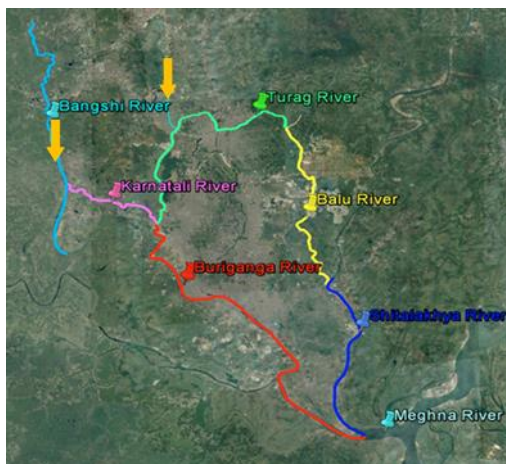 Turag River
Bangshi River
Karnatali River
Balu River
Buriganga River
Shitalakhya River
Meghna River